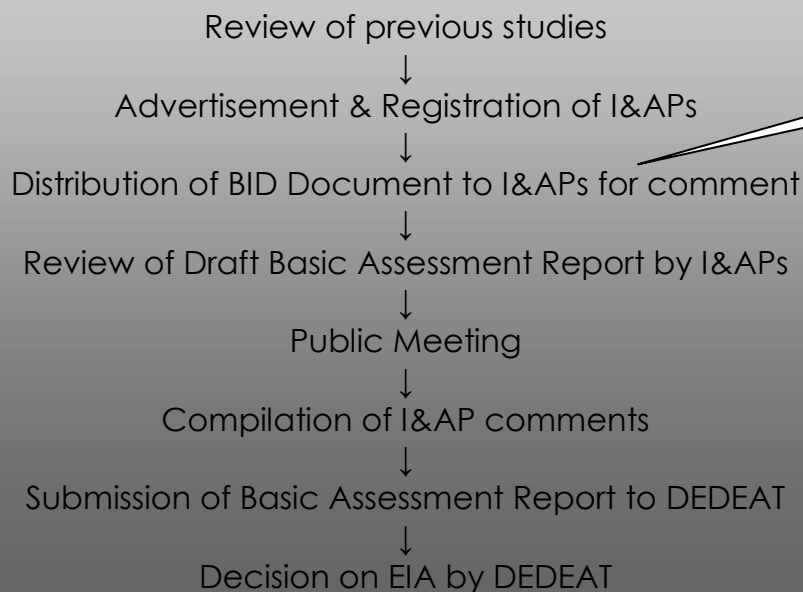 Review of previous studies
↓
Advertisement & Registration of I&APs
↓
Distribution of BID Document to I&APs for comment
↓
Review of Draft Basic Assessment Report by I&APs
↓
Public Meeting
↓
Compilation of I&AP comments
↓
Submission of Basic Assessment Report to DEDEAT
↓
Decision on EIA by DEDEAT